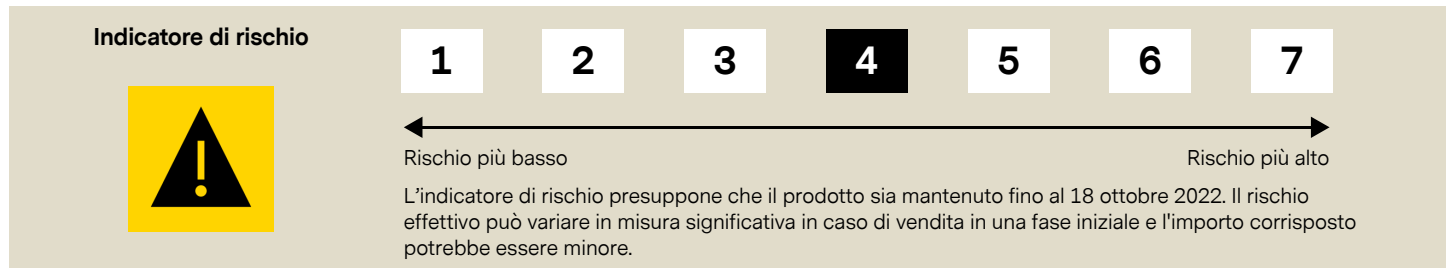 Indicatore di rischio
1 2 3 4 5 6 7
!
Rischio più basso
Rischio più alto
L’indicatore di rischio presuppone che il prodotto sia mantenuto fino al 18 ottobre 2022. Il rischio
effettivo può variare in misura significativa in caso di vendita in una fase iniziale e l'importo corrisposto
potrebbe essere minore.